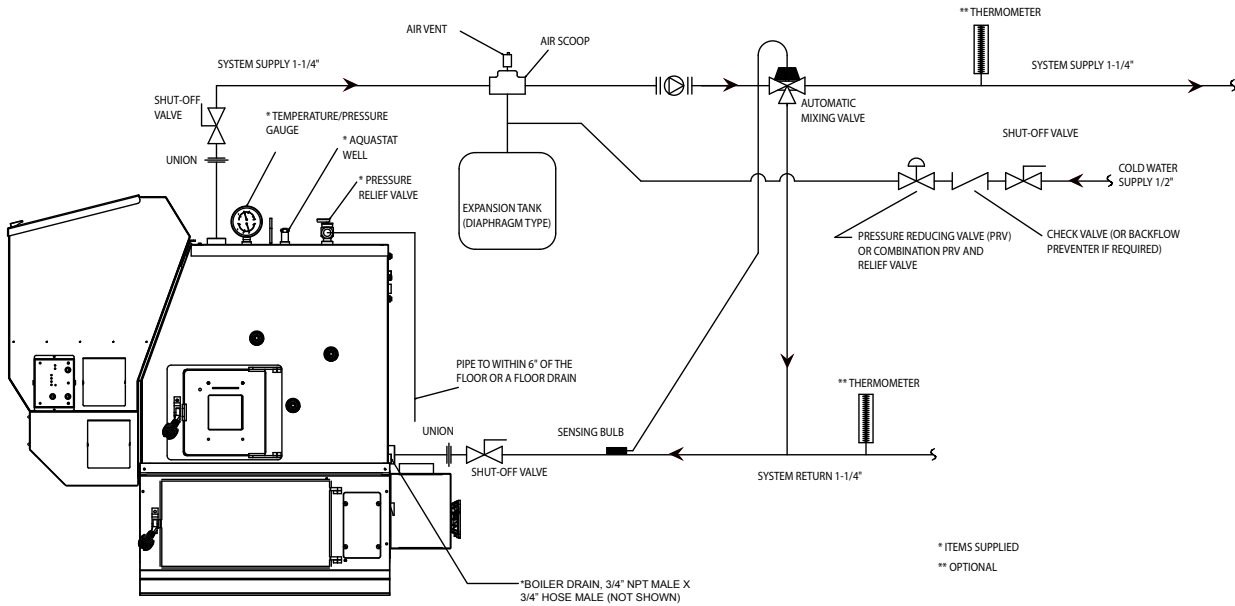 ** THERMOMETER
AIR VENT
AIR SCOOP
SYSTEM SUPPLY 1-1/4"
SYSTEM SUPPLY 1-1/4"
SHUT-OFF
VALVE
* TEMPERATURE/PRESSURE
GAUGE
AUTOMATIC
MIXING VALVE
SHUT-OFF VALVE
* AQUASTAT
WELL
UNION
COLD WATER
SUPPLY 1/2"
* PRESSURE
RELIEF VALVE
EXPANSION TANK
(DIAPHRAGM TYPE)
PRESSURE REDUCING VALVE (PRV)
OR COMBINATION PRV AND
RELIEF VALVE
CHECK VALVE (OR BACKFLOW
PREVENTER IF REQUIRED)
PIPE TO WITHIN 6" OF THE
FLOOR OR A FLOOR DRAIN
** THERMOMETER
UNION
SENSING BULB
SHUT-OFF VALVE
SYSTEM RETURN 1-1/4"
* ITEMS SUPPLIED
** OPTIONAL
*BOILER DRAIN, 3/4" NPT MALE X
3/4" HOSE MALE (NOT SHOWN)